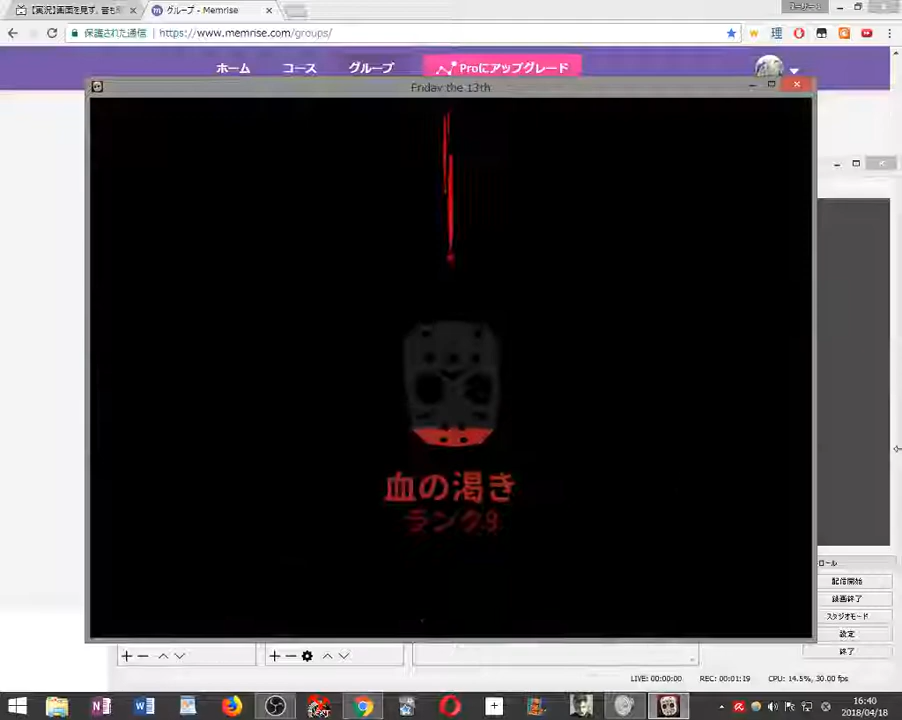 【実況】画面を見ず、音も
グループ - Memrise
保護された通信
https://www.memrise.com/groups/
ホーム
コース
グループ
Proにアップグレード
Friday the 13th
血の渇き
ランク9
配信開始
録画終了
スタジオモード
設定
終了
LIVE: 00:00:00
REC: 00:01:19
CPU: 14.5%, 30.00 fps
16:40
2018/04/18